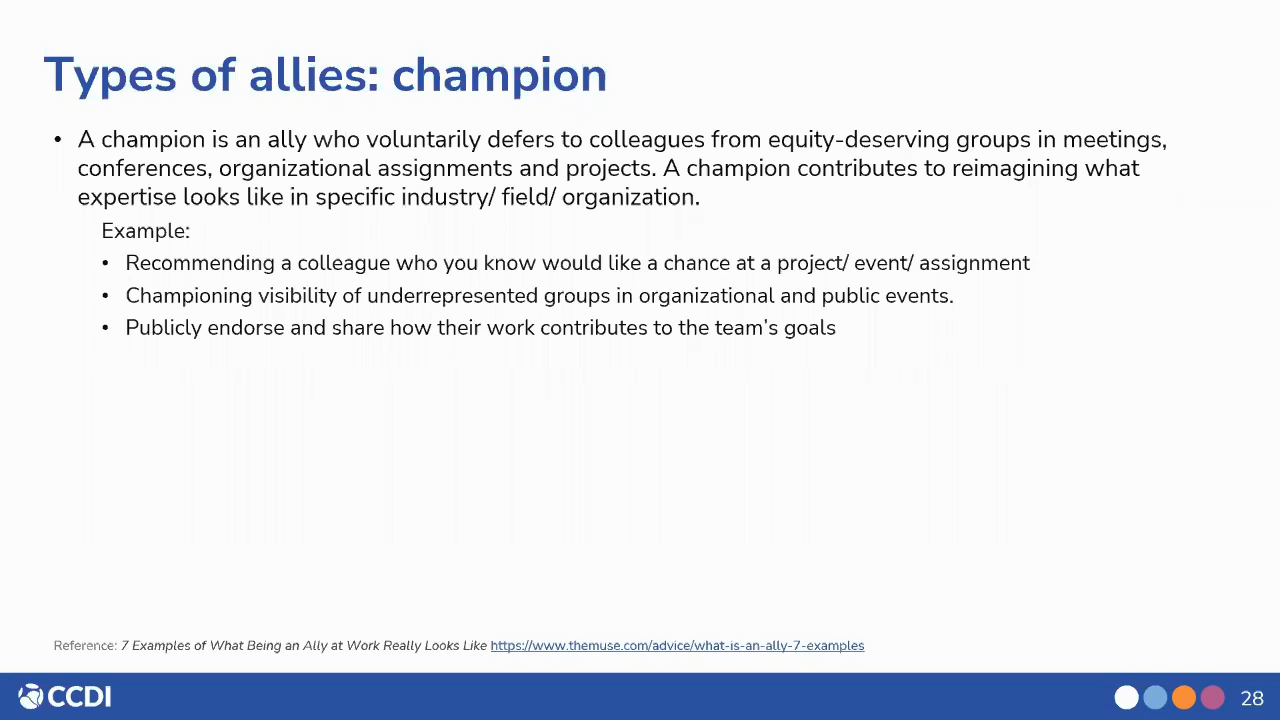 Types of allies: champion
• A champion is an ally who voluntarily defers to colleagues from equity-deserving groups in meetings,
conferences, organizational assignments and projects. A champion contributes to reimagining what
expertise looks like in specific industry/ field/ organization.
Example:
• Recommending a colleague who you know would like a chance at a project/ event/ assignment
• Championing visibility of underrepresented groups in organizational and public events.
• Publicly endorse and share how their work contributes to the team's goals
Reference: 7 Examples of What Being an Ally at Work Really Looks Like https://www.themuse.com/advice/what-is-an-ally-7-examples
CCDI
28